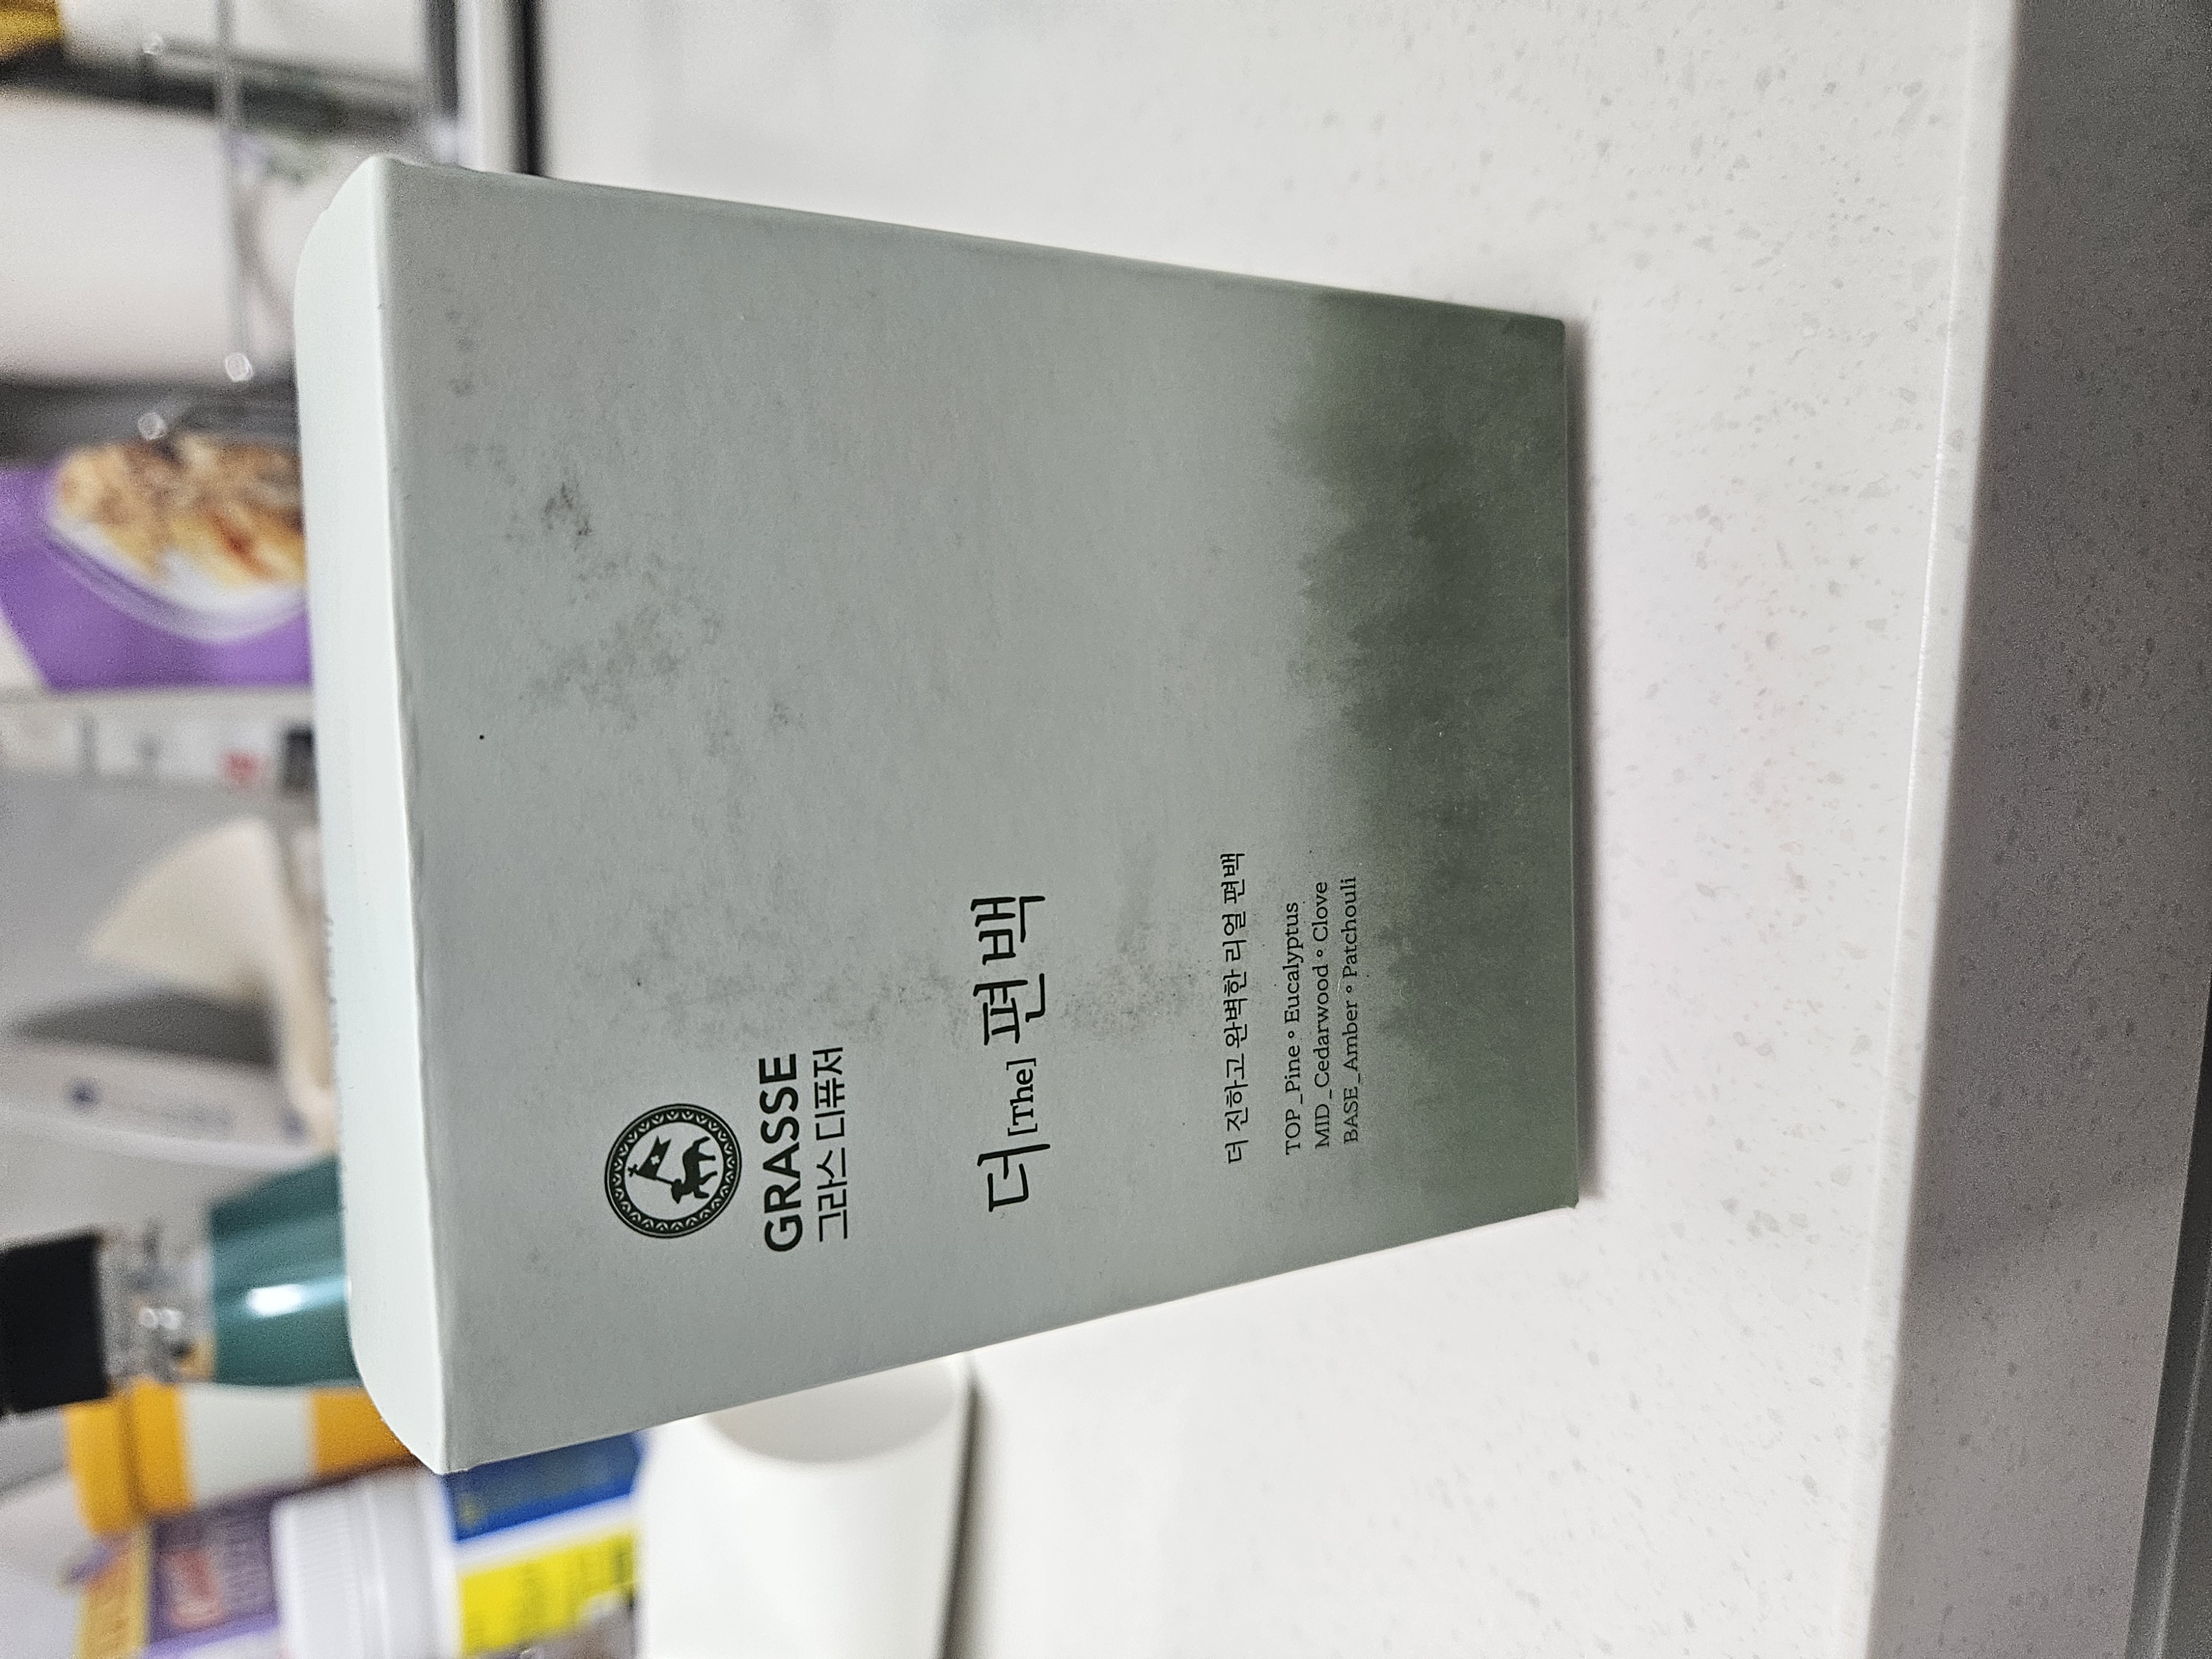 GRASSE
그라스 디퓨저
더 [The] 편백
더 진하고 완벽한 리얼 편백
TOP_Pine ∘ Eucalyptus
MID_Cedarwood ∘ Clove
BASE_Amber ∘ Patchouli